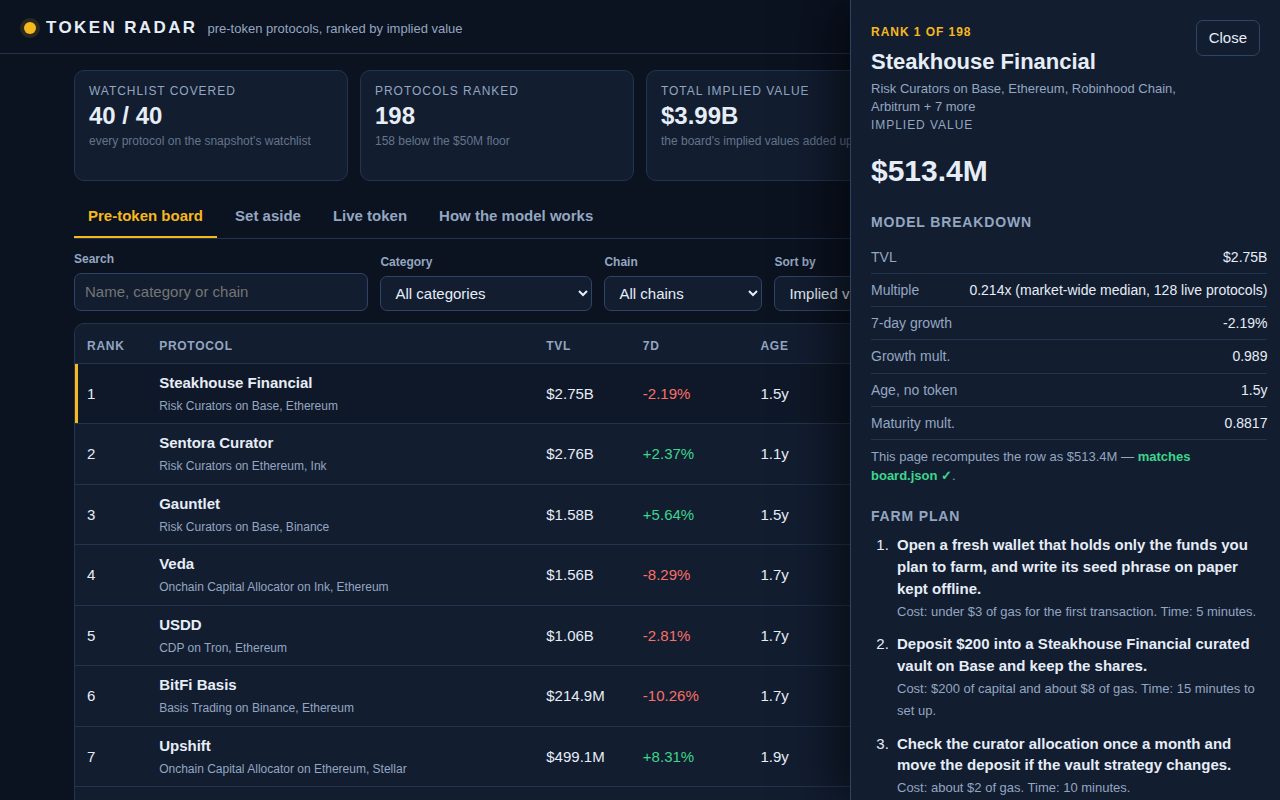 TOKEN RADAR pre-token protocols, ranked by implied value
WATCHLIST COVERED
40 / 40
every protocol on the snapshot's watchlist
PROTOCOLS RANKED
198
158 below the $50M floor
TOTAL IMPLIED VALUE
$3.99B
the board's implied values added up
Pre-token board Set aside Live token How the model works
Search
Name, category or chain
Category
All categories
Chain
All chains
Sort by
Implied v
RANK PROTOCOL TVL 7D AGE
1 Steakhouse Financial $2.75B -2.19% 1.5y
Risk Curators on Base, Ethereum
2 Sentora Curator $2.76B +2.37% 1.1y
Risk Curators on Ethereum, Ink
3 Gauntlet $1.58B +5.64% 1.5y
Risk Curators on Base, Binance
4 Veda $1.56B -8.29% 1.7y
Onchain Capital Allocator on Ink, Ethereum
5 USDD $1.06B -2.81% 1.7y
CDP on Tron, Ethereum
6 BitFi Basis $214.9M -10.26% 1.7y
Basis Trading on Binance, Ethereum
7 Upshift $499.1M +8.31% 1.9y
Onchain Capital Allocator on Ethereum, Stellar
RANK 1 OF 198
Close
Steakhouse Financial
Risk Curators on Base, Ethereum, Robinhood Chain,
Arbitrum + 7 more
IMPLIED VALUE
$513.4M
MODEL BREAKDOWN
TVL $2.75B
Multiple 0.214x (market-wide median, 128 live protocols)
7-day growth -2.19%
Growth mult. 0.989
Age, no token 1.5y
Maturity mult. 0.8817
This page recomputes the row as $513.4M — matches
board.json ✓.
FARM PLAN
1. Open a fresh wallet that holds only the funds you
plan to farm, and write its seed phrase on paper
kept offline.
Cost: under $3 of gas for the first transaction. Time: 5 minutes.
2. Deposit $200 into a Steakhouse Financial curated
vault on Base and keep the shares.
Cost: $200 of capital and about $8 of gas. Time: 15 minutes to
set up.
3. Check the curator allocation once a month and
move the deposit if the vault strategy changes.
Cost: about $2 of gas. Time: 10 minutes.